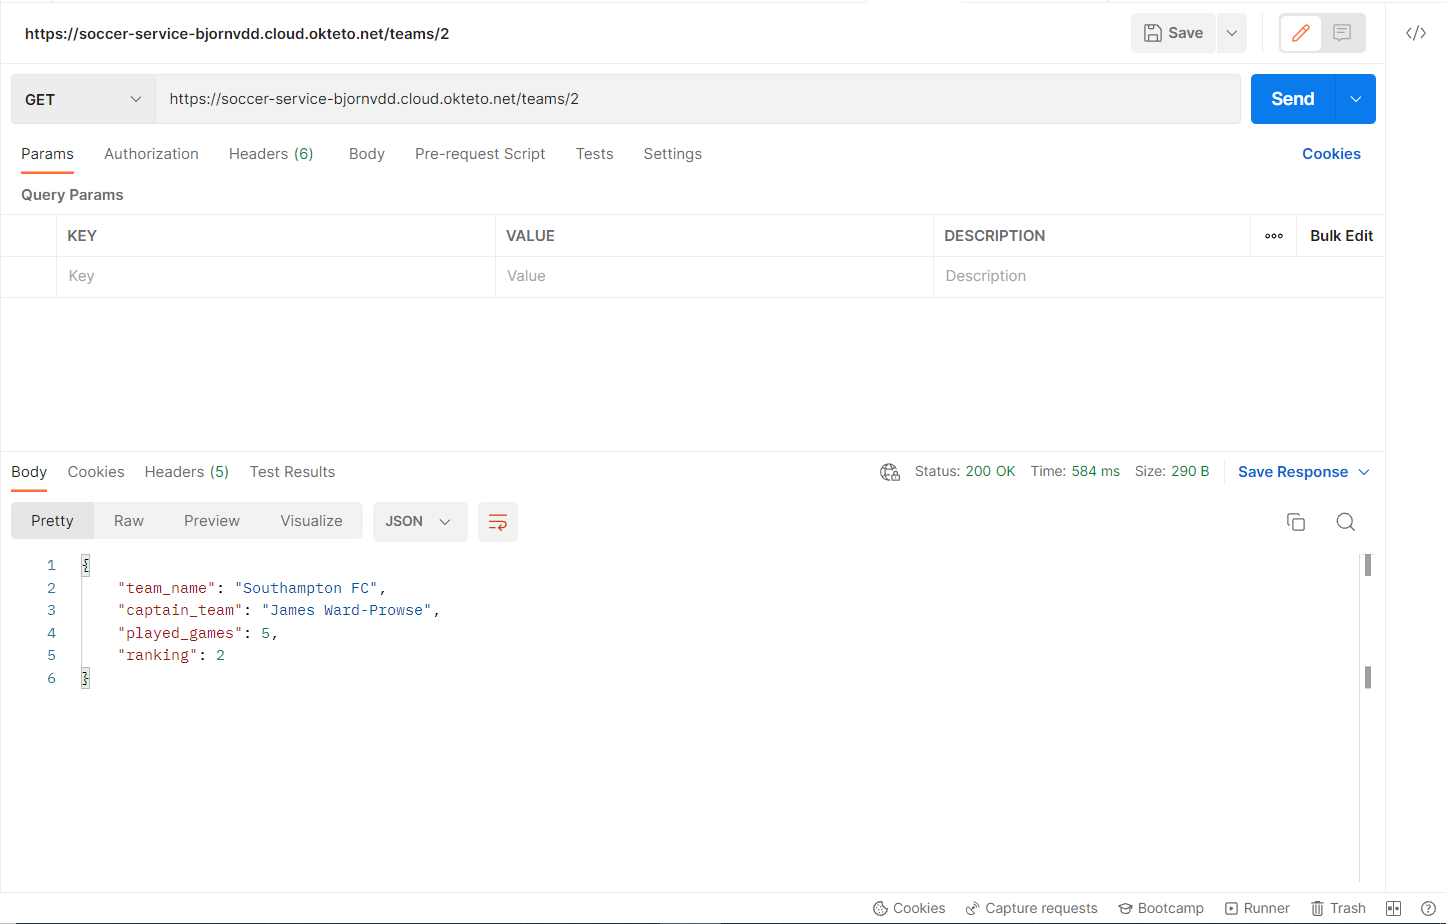 https://soccer-service-bjornvdd.cloud.okteto.net/teams/2
Save
GET
https://soccer-service-bjornvdd.cloud.okteto.net/teams/2
Send
Params Authorization Headers (6) Body Pre-request Script Tests Settings Cookies
Query Params
KEY VALUE DESCRIPTION ooo Bulk Edit
Key Value Description
Body Cookies Headers (5) Test Results Status: 200 OK Time: 584 ms Size: 290 B Save Response
Pretty Raw Preview Visualize JSON
1 {
2 "team_name": "Southampton FC",
3 "captain_team": "James Ward-Prowse",
4 "played_games": 5,
5 "ranking": 2
6 }
Cookies Capture requests Bootcamp Runner Trash